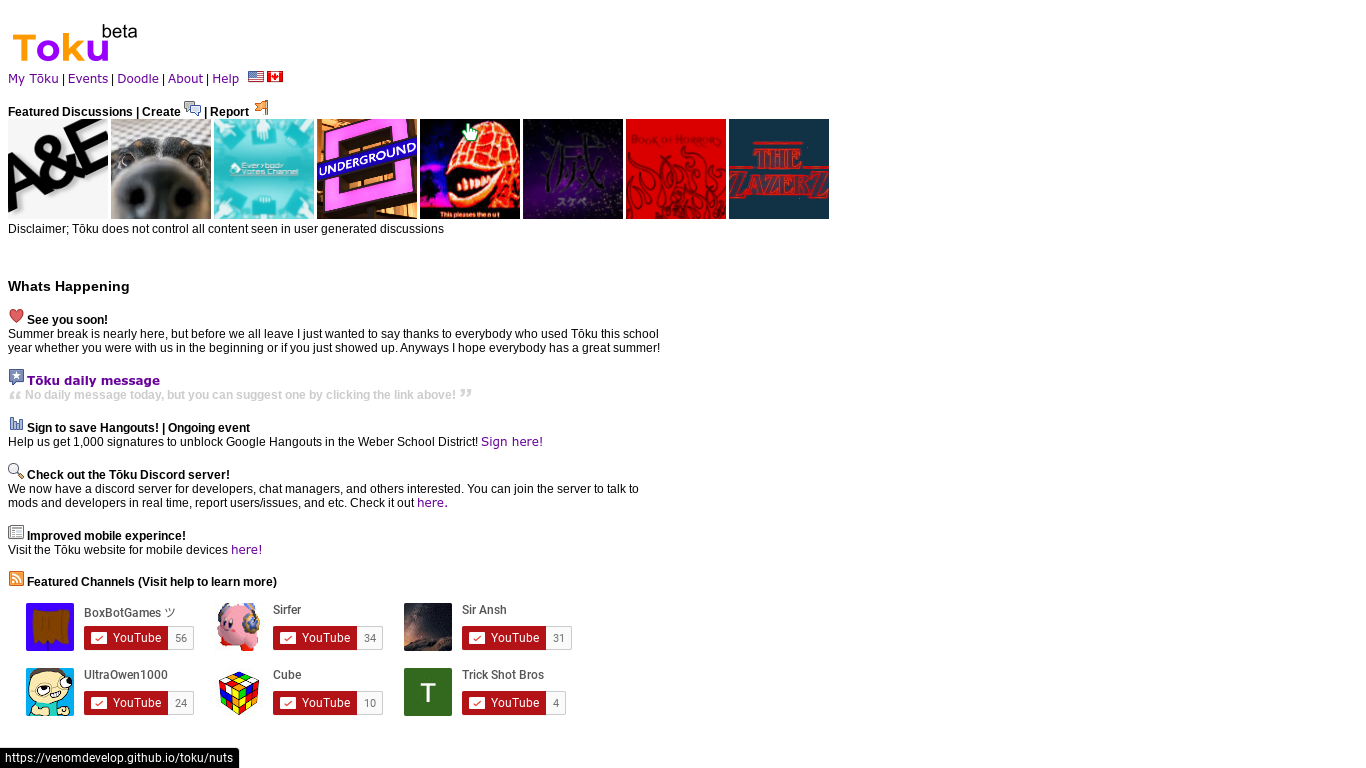 Toku beta
My Tōku | Events | Doodle | About | Help
Featured Discussions | Create | Report
A&E
Everybody Votes Channel
UNDERGROUND
This pleases the nut
滅
スケベ
BOOK OF HORRORS
THE ZAZERZ
Disclaimer; Tōku does not control all content seen in user generated discussions
Whats Happening
See you soon!
Summer break is nearly here, but before we all leave I just wanted to say thanks to everybody who used Tōku this school
year whether you were with us in the beginning or if you just showed up. Anyways I hope everybody has a great summer!
Tōku daily message
“ No daily message today, but you can suggest one by clicking the link above! ”
Sign to save Hangouts! | Ongoing event
Help us get 1,000 signatures to unblock Google Hangouts in the Weber School District! Sign here!
Check out the Tōku Discord server!
We now have a discord server for developers, chat managers, and others interested. You can join the server to talk to
mods and developers in real time, report users/issues, and etc. Check it out here.
Improved mobile experince!
Visit the Tōku website for mobile devices here!
Featured Channels (Visit help to learn more)
BoxBotGames ツ
YouTube 56
Sirfer
YouTube 34
Sir Ansh
YouTube 31
UltraOwen1000
YouTube 24
Cube
YouTube 10
T
Trick Shot Bros
YouTube 4
https://venomdevelop.github.io/toku/nuts